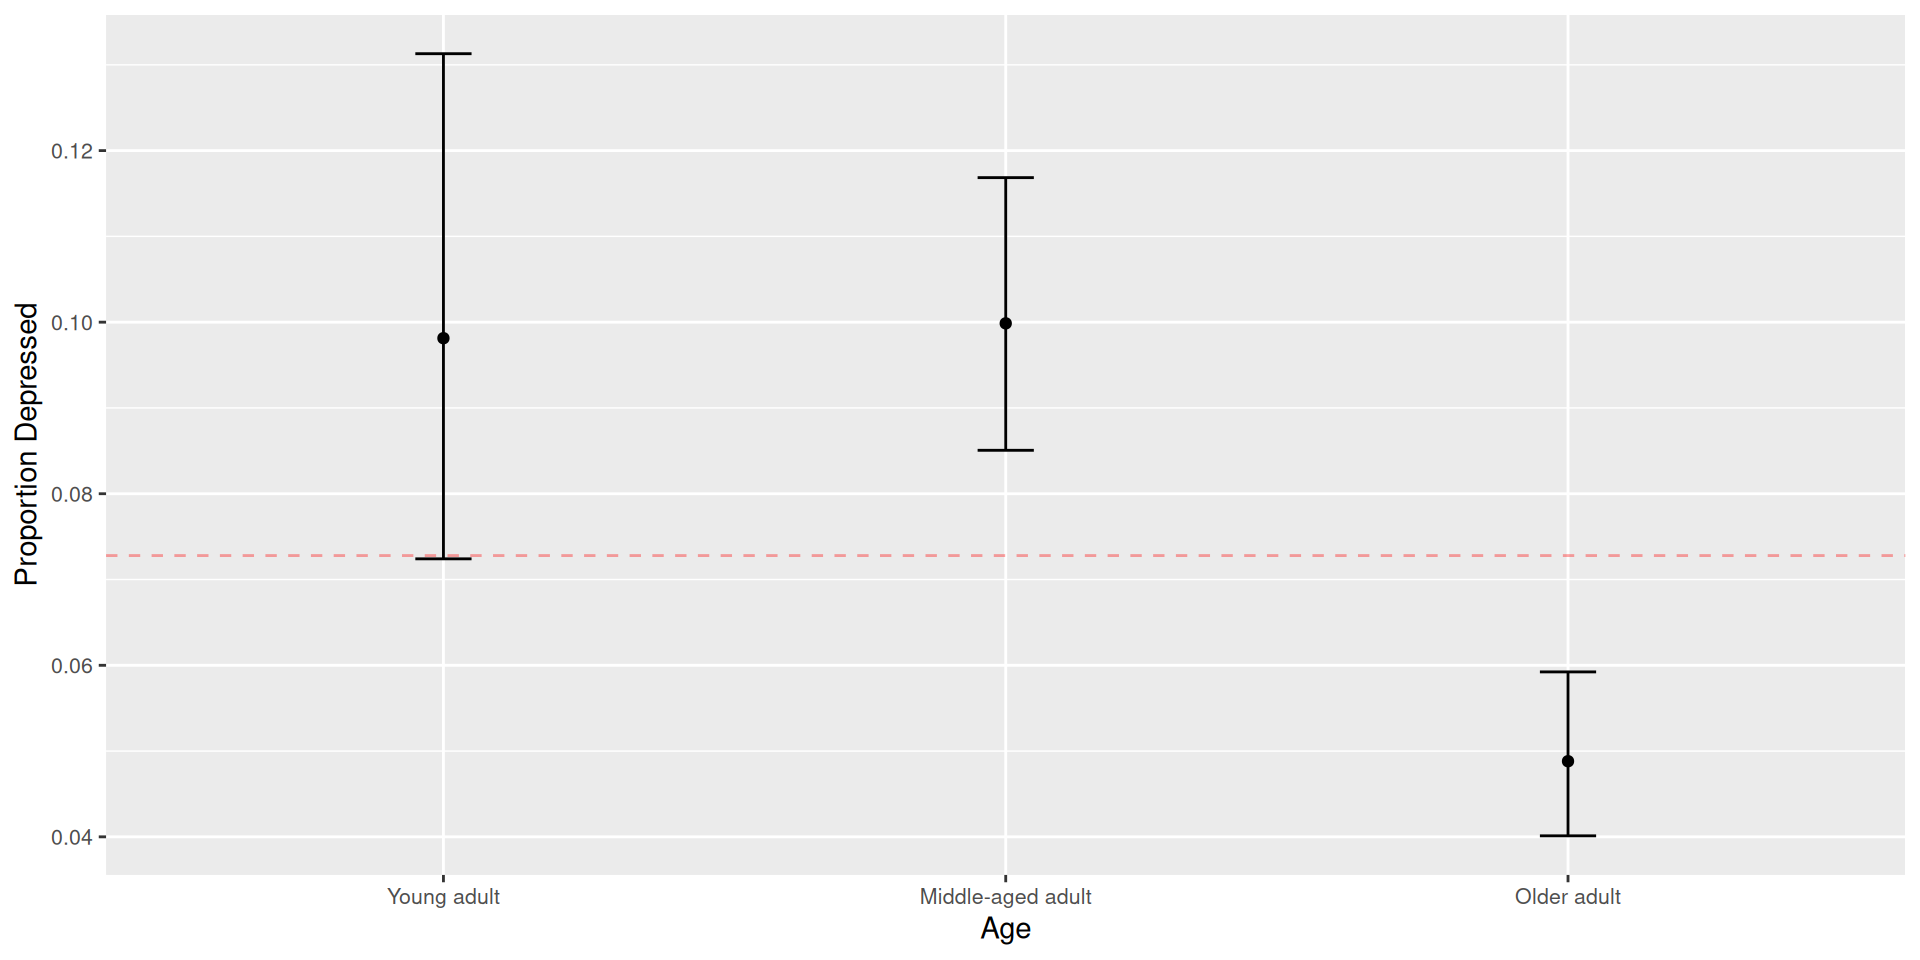 Proportion Depressed
0.12
0.10
0.08
0.06
0.04
Young adult
Middle-aged adult
Older adult
Age